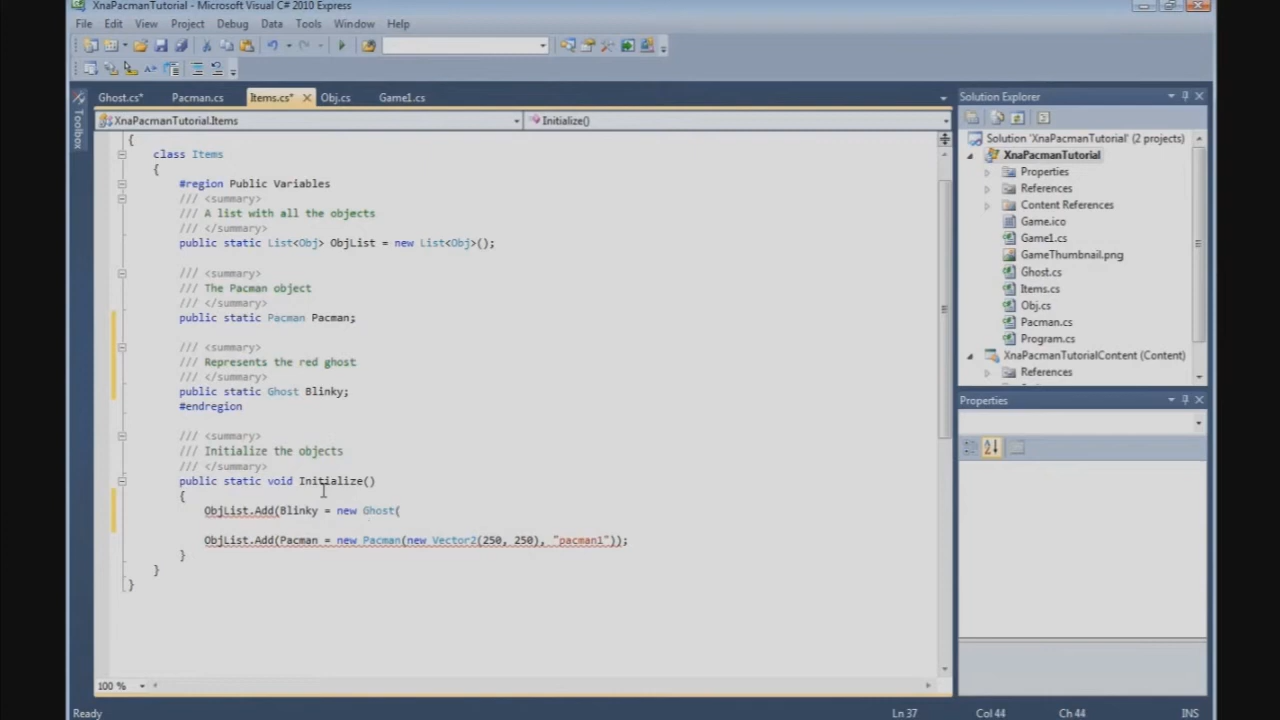 XnaPacmanTutorial - Microsoft Visual C# 2010 Express
File Edit View Project Debug Data Tools Window Help
Ghost.cs* Pacman.cs Items.cs* Obj.cs Game1.cs
Toolbox
XnaPacmanTutorial.Items Initialize()
{
class Items
{
#region Public Variables
/// <summary>
/// A list with all the objects
/// </summary>
public static List<Obj> ObjList = new List<Obj>();
/// <summary>
/// The Pacman object
/// </summary>
public static Pacman Pacman;
/// <summary>
/// Represents the red ghost
/// </summary>
public static Ghost Blinky;
#endregion
/// <summary>
/// Initialize the objects
/// </summary>
public static void Initialize()
{
ObjList.Add(Blinky = new Ghost(
ObjList.Add(Pacman = new Pacman(new Vector2(250, 250), "pacman1"));
}
}
}
100 %
Solution Explorer
Solution 'XnaPacmanTutorial' (2 projects)
XnaPacmanTutorial
Properties
References
Content References
Game.ico
Game1.cs
GameThumbnail.png
Ghost.cs
Items.cs
Obj.cs
Pacman.cs
Program.cs
XnaPacmanTutorialContent (Content)
References
Properties
Ready Ln 37 Col 44 Ch 44 INS